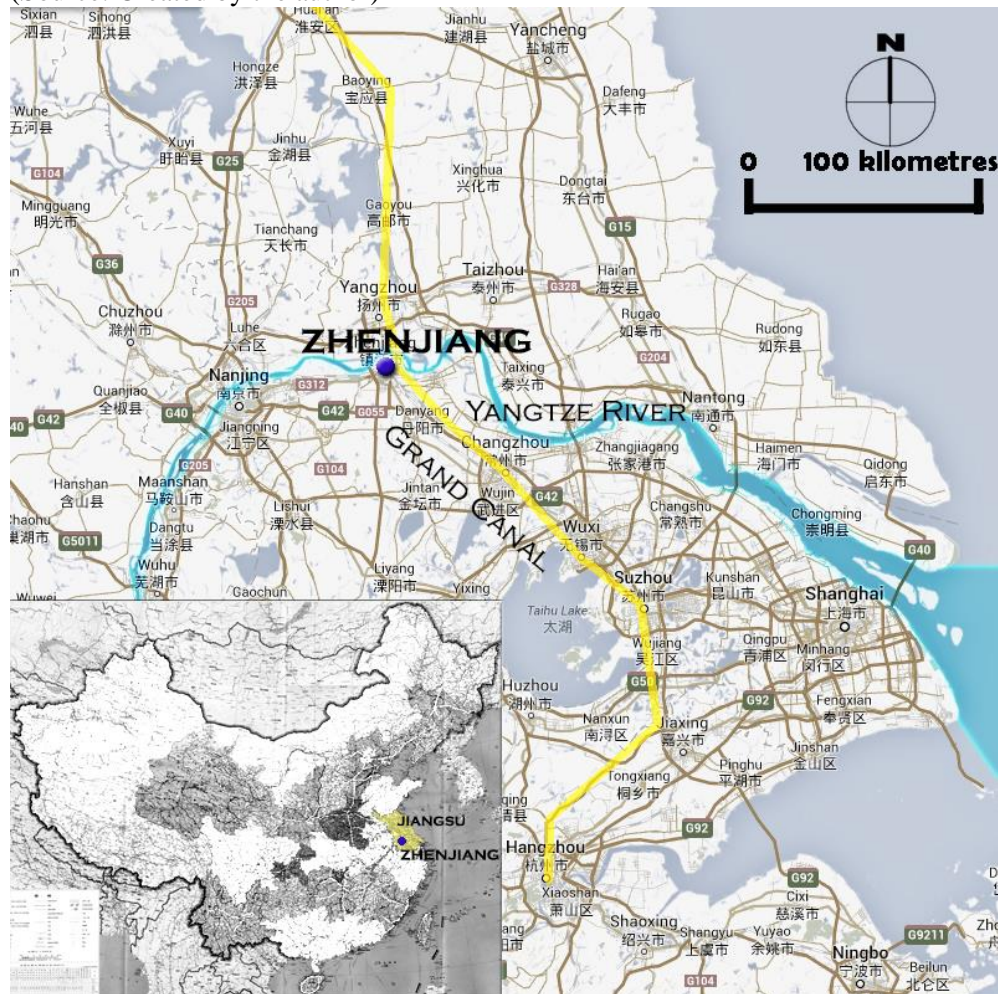 Sixian
泗县
Sihong
泗洪县
淮安区
Jianhu
建湖县
Yancheng
盐城市
N
Hongze
洪泽县
Baoying
宝应县
Dafeng
大丰市
Wuhe
五河县
Xuyi
盱眙县
Jinhu
金湖县
G25
G104
Xinghua
兴化市
Dongtai
东台市
0 100 kilometres
Mingguang
明光市
Gaoyou
高邮市
Tianchang
天长市
G15
G36
Taizhou
泰州市
Hai'an
海安县
G205
G328
Yangzhou
扬州市
Chuzhou
滁州市
Luhe
六合区
Rugao
如皋市
Rudong
如东县
ZHENJIANG
G204
Taixing
泰兴市
Nanjing
南京市
G312
Quanjiao
全椒县
G40
G42
G42
G055
Danyang
丹阳市
YANGTZE RIVER
Nantong
南通市
Jiangning
江宁区
GRAND CANAL
Changzhou
常州市
Zhangjiagang
张家港市
Haimen
海门市
Qidong
启东市
G205
G104
Hanshan
含山县
Maanshan
马鞍山市
Jintan
金坛市
Wujin
武进区
G42
Changshu
常熟市
Chongming
崇明县
Lishui
溧水县
Wuxi
无锡市
Chaohu
巢湖市
G5011
Dangtu
当涂县
G40
Wuhu
芜湖市
Liyang
溧阳市
Yixing
Suzhou
苏州市
Kunshan
昆山市
Shanghai
上海市
Wuwei
Gaochun
Taihu Lake
太湖
Wujiang
吴江区
Qingpu
青浦区
Minhang
闵行区
G50
Huzhou
湖州市
G92
Fengxian
奉贤区
Nanxun
南浔区
Jiaxing
嘉兴市
Jinshan
金山区
Pinghu
平湖市
Tongxiang
桐乡市
JIANGSU
ZHENJIANG
G92
Hangzhou
杭州市
G92
Xiaoshan
萧山区
Cixi
慈溪市
Shaoxing
绍兴市
Shangyu
上虞市
Yuyao
余姚市
G9211
Ningbo
宁波市
G104
Beilun
北仑区